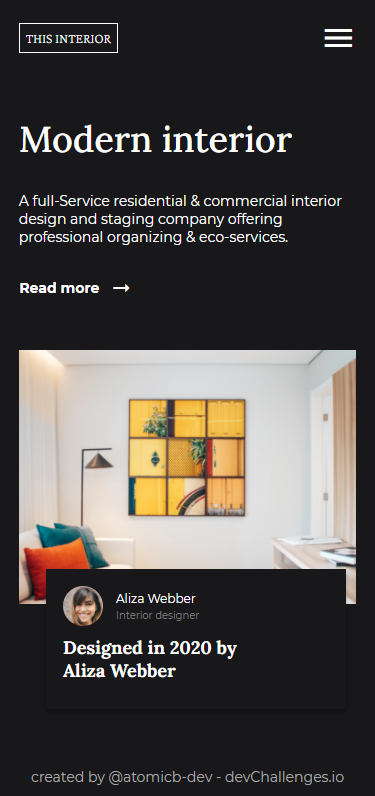 THIS INTERIOR
Modern interior
A full-Service residential & commercial interior
design and staging company offering
professional organizing & eco-services.
Read more
Aliza Webber
Interior designer
Designed in 2020 by
Aliza Webber
created by @atomicb-dev - devChallenges.io